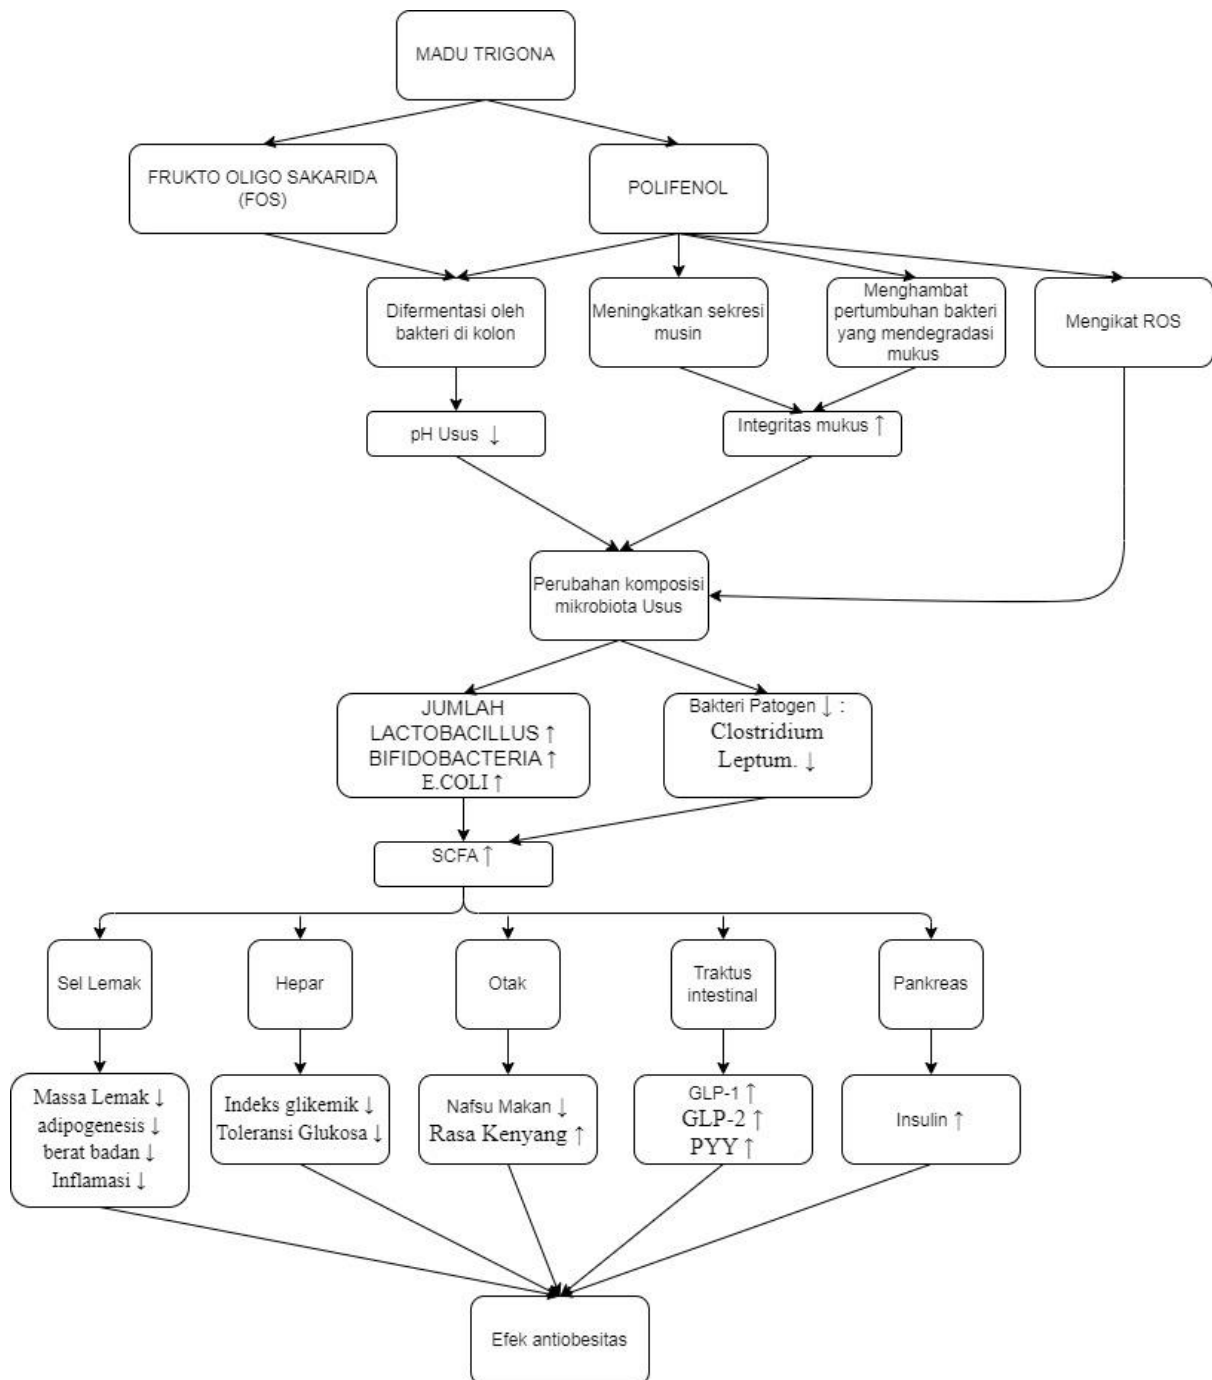 MADU TRIGONA
FRUKTO OLIGO SAKARIDA
(FOS)
POLIFENOL
Difermentasi oleh
bakteri di kolon
Meningkatkan sekresi
musin
Menghambat
pertumbuhan bakteri
yang mendegradasi
mukus
Mengikat ROS
pH Usus ↓
Integritas mukus ↑
Perubahan komposisi
mikrobiota Usus
JUMLAH
LACTOBACILLUS ↑
BIFIDOBACTERIA ↑
E.COLI ↑
Bakteri Patogen ↓ :
Clostridium
Leptum. ↓
SCFA ↑
Sel Lemak
Hepar
Otak
Traktus
intestinal
Pankreas
Massa Lemak ↓
adipogenesis ↓
berat badan ↓
Inflamasi ↓
Indeks glikemik ↓
Toleransi Glukosa ↓
Nafsu Makan ↓
Rasa Kenyang ↑
GLP-1 ↑
GLP-2 ↑
PYY ↑
Insulin ↑
Efek antiobesitas